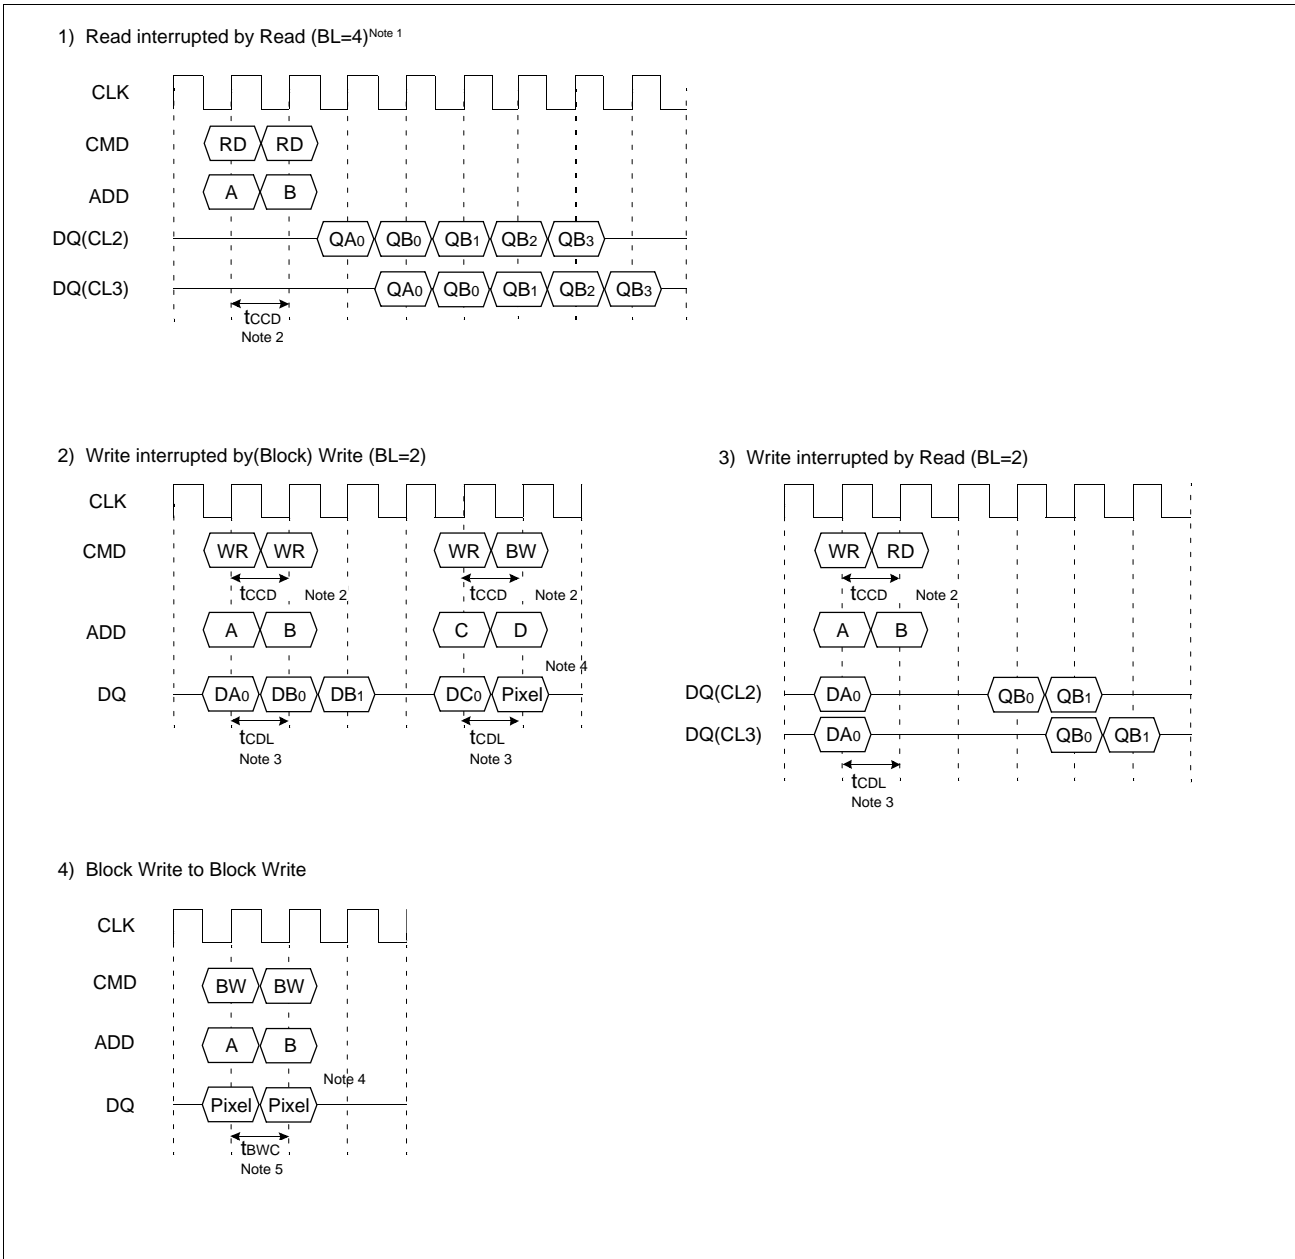 1) Read interrupted by Read (BL=4)Note 1
CLK
CMD RD RD
ADD A B
DQ(CL2) QA0 QB0 QB1 QB2 QB3
DQ(CL3) QA0 QB0 QB1 QB2 QB3
tCCD
Note 2
2) Write interrupted by(Block) Write (BL=2)
CLK
CMD WR WR WR BW
tCCD Note 2 tCCD Note 2
ADD A B C D
Note 4
DQ DA0 DB0 DB1 DC0 Pixel
tCDL tCDL
Note 3 Note 3
3) Write interrupted by Read (BL=2)
CLK
CMD WR RD
tCCD Note 2
ADD A B
DQ(CL2) DA0 QB0 QB1
DQ(CL3) DA0 QB0 QB1
tCDL
Note 3
4) Block Write to Block Write
CLK
CMD BW BW
ADD A B
Note 4
DQ Pixel Pixel
tBWC
Note 5